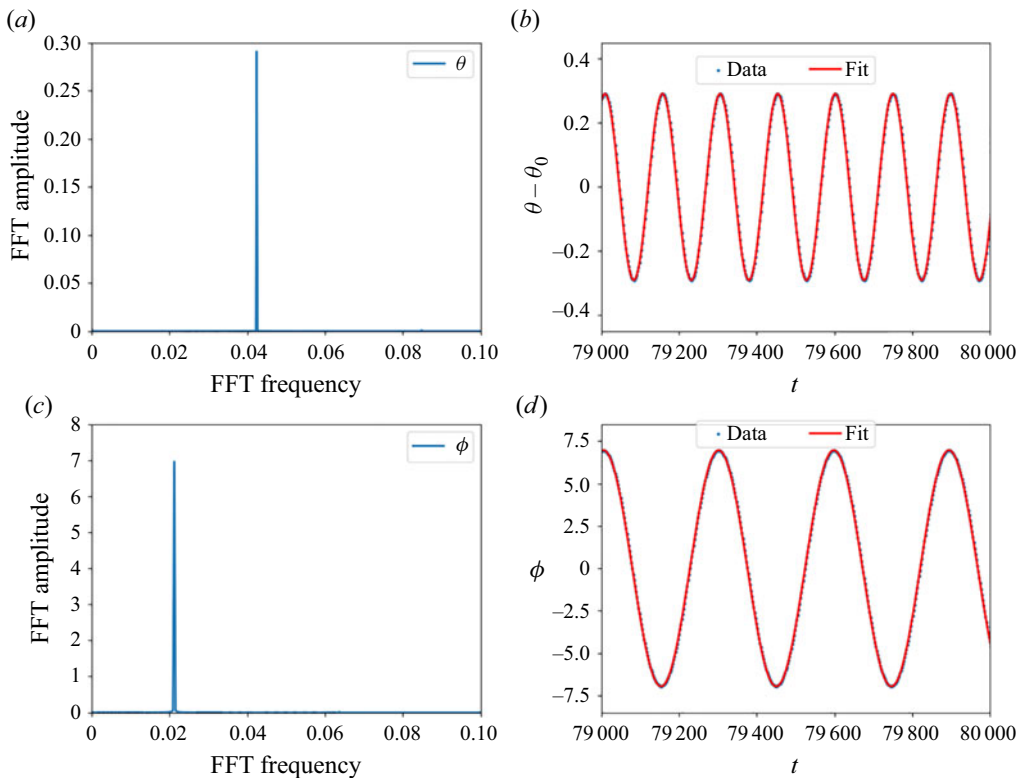 (a)
0.30
0.25
0.20
0.15
0.10
0.05
0
FFT amplitude
θ
0 0.02 0.04 0.06 0.08 0.10
FFT frequency
(b)
0.4
0.2
0
–0.2
–0.4
θ – θ0
Data Fit
79 000 79 200 79 400 79 600 79 800 80 000
t
(c)
8
7
6
5
4
3
2
1
0
FFT amplitude
ϕ
0 0.02 0.04 0.06 0.08 0.10
FFT frequency
(d)
7.5
5.0
2.5
0
–2.5
–5.0
–7.5
ϕ
Data Fit
79 000 79 200 79 400 79 600 79 800 80 000
t